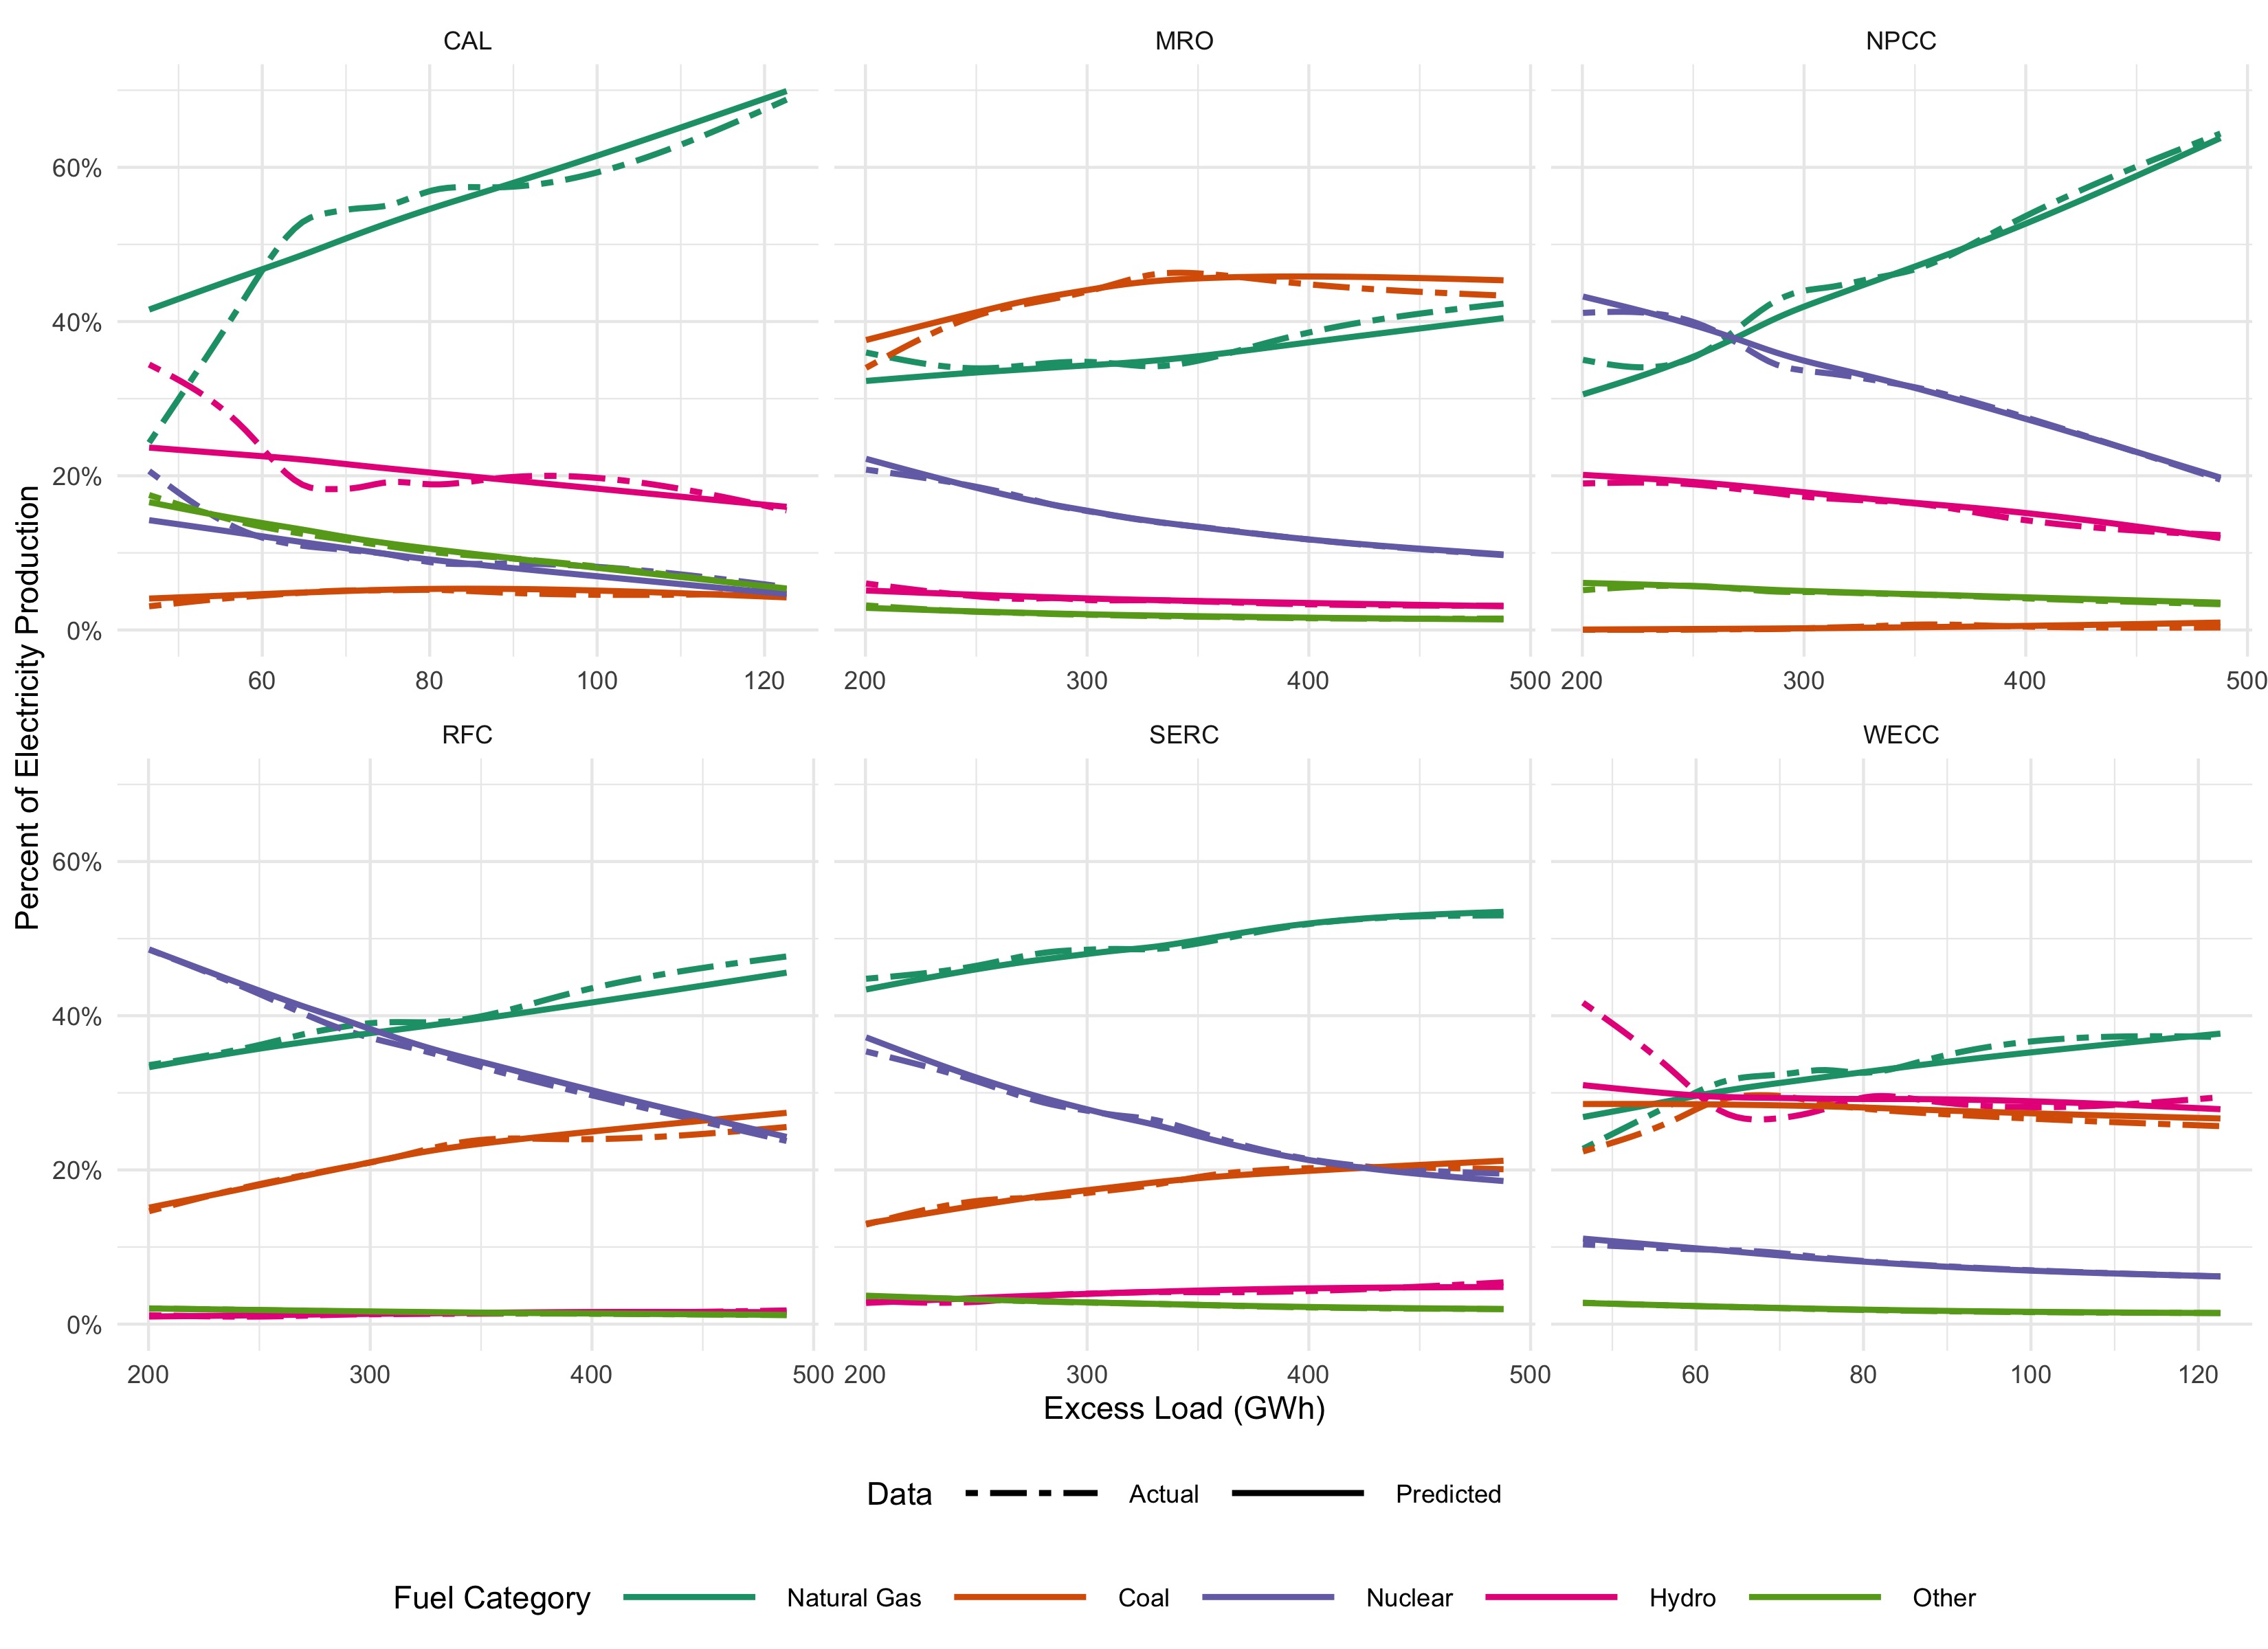 CAL MRO NPCC
Percent of Electricity Production
60%
40%
20%
0%
60 80 100 120 200 300 400 500 200 300 400 500
RFC SERC WECC
60%
40%
20%
0%
200 300 400 500 200 300 400 500 60 80 100 120
Excess Load (GWh)
Data Actual Predicted
Fuel Category Natural Gas Coal Nuclear Hydro Other